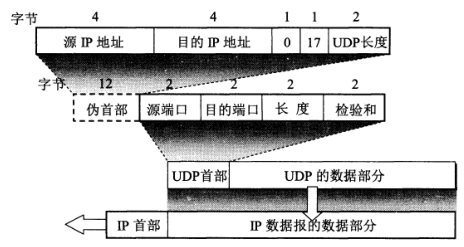 字节 4 4 1 1 2
源 IP 地址 目的 IP 地址 0 17 UDP长度
字节 12 2 2 2 2
伪首部 源端口 目的端口 长 度 检验和
UDP首部 UDP 的数据部分
IP 首部 IP 数据报的数据部分